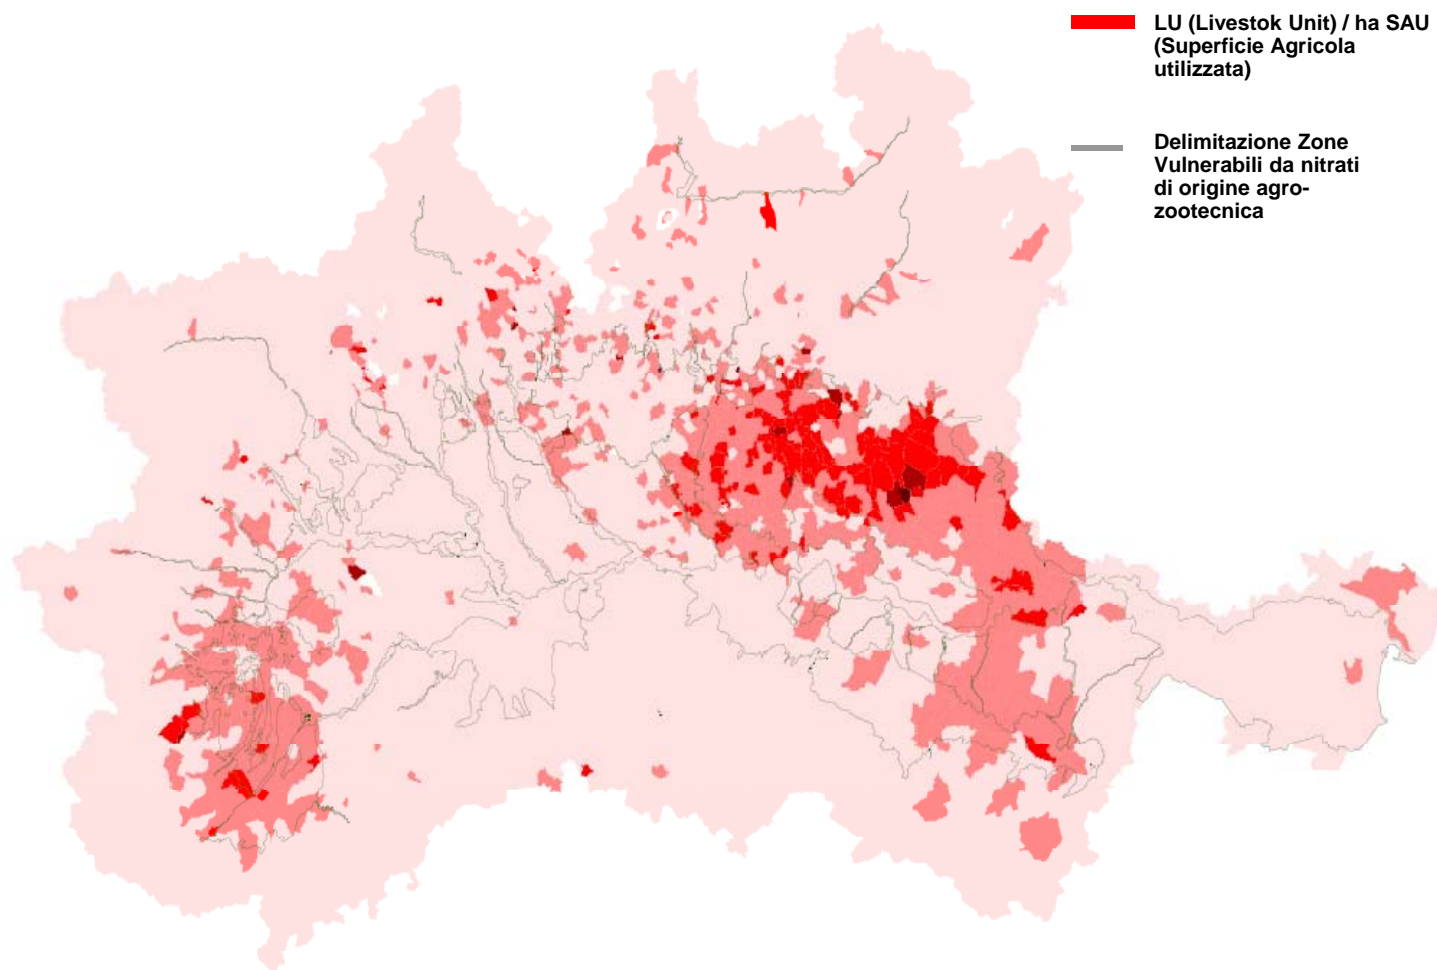 LU (Livestok Unit) / ha SAU
(Superficie Agricola
utilizzata)
Delimitazione Zone
Vulnerabili da nitrati
di origine agro-
zootecnica